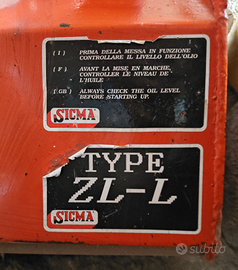 ( I ) PRIMA DELLA MESSA IN FUNZIONE
CONTROLLARE IL LIVELLO DELL'OLIO
( F ) AVANT LA MISE EN MARCHE,
CONTROLER LE NIVEAU DE
L'HUILE
( GB ) ALWAYS CHECK THE OIL LEVEL
BEFORE STARTING UP.
SICMA
TYPE
ZL-L
SICMA
subito